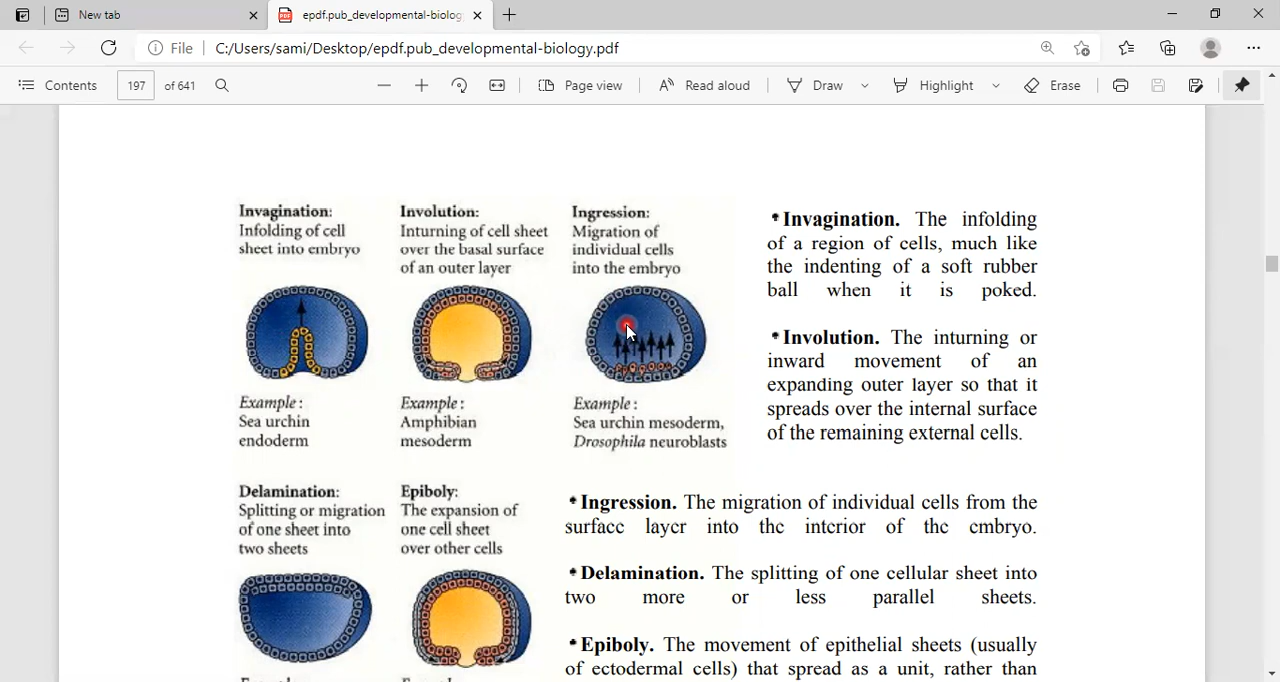 New tab
epdf.pub_developmental-biolog
File
C:/Users/sami/Desktop/epdf.pub_developmental-biology.pdf
Contents
197
of 641
Page view
Read aloud
Draw
Highlight
Erase
Invagination:
Infolding of cell
sheet into embryo
Example:
Sea urchin
endoderm
Involution:
Inturning of cell sheet
over the basal surface
of an outer layer
Example:
Amphibian
mesoderm
Ingression:
Migration of
individual cells
into the embryo
Example:
Sea urchin mesoderm,
Drosophila neuroblasts
• Invagination. The infolding
of a region of cells, much like
the indenting of a soft rubber
ball when it is poked.
• Involution. The inturning or
inward movement of an
expanding outer layer so that it
spreads over the internal surface
of the remaining external cells.
Delamination:
Splitting or migration
of one sheet into
two sheets
Epiboly:
The expansion of
one cell sheet
over other cells
• Ingression. The migration of individual cells from the
surface layer into the interior of the embryo.
• Delamination. The splitting of one cellular sheet into
two more or less parallel sheets.
• Epiboly. The movement of epithelial sheets (usually
of ectodermal cells) that spread as a unit, rather than